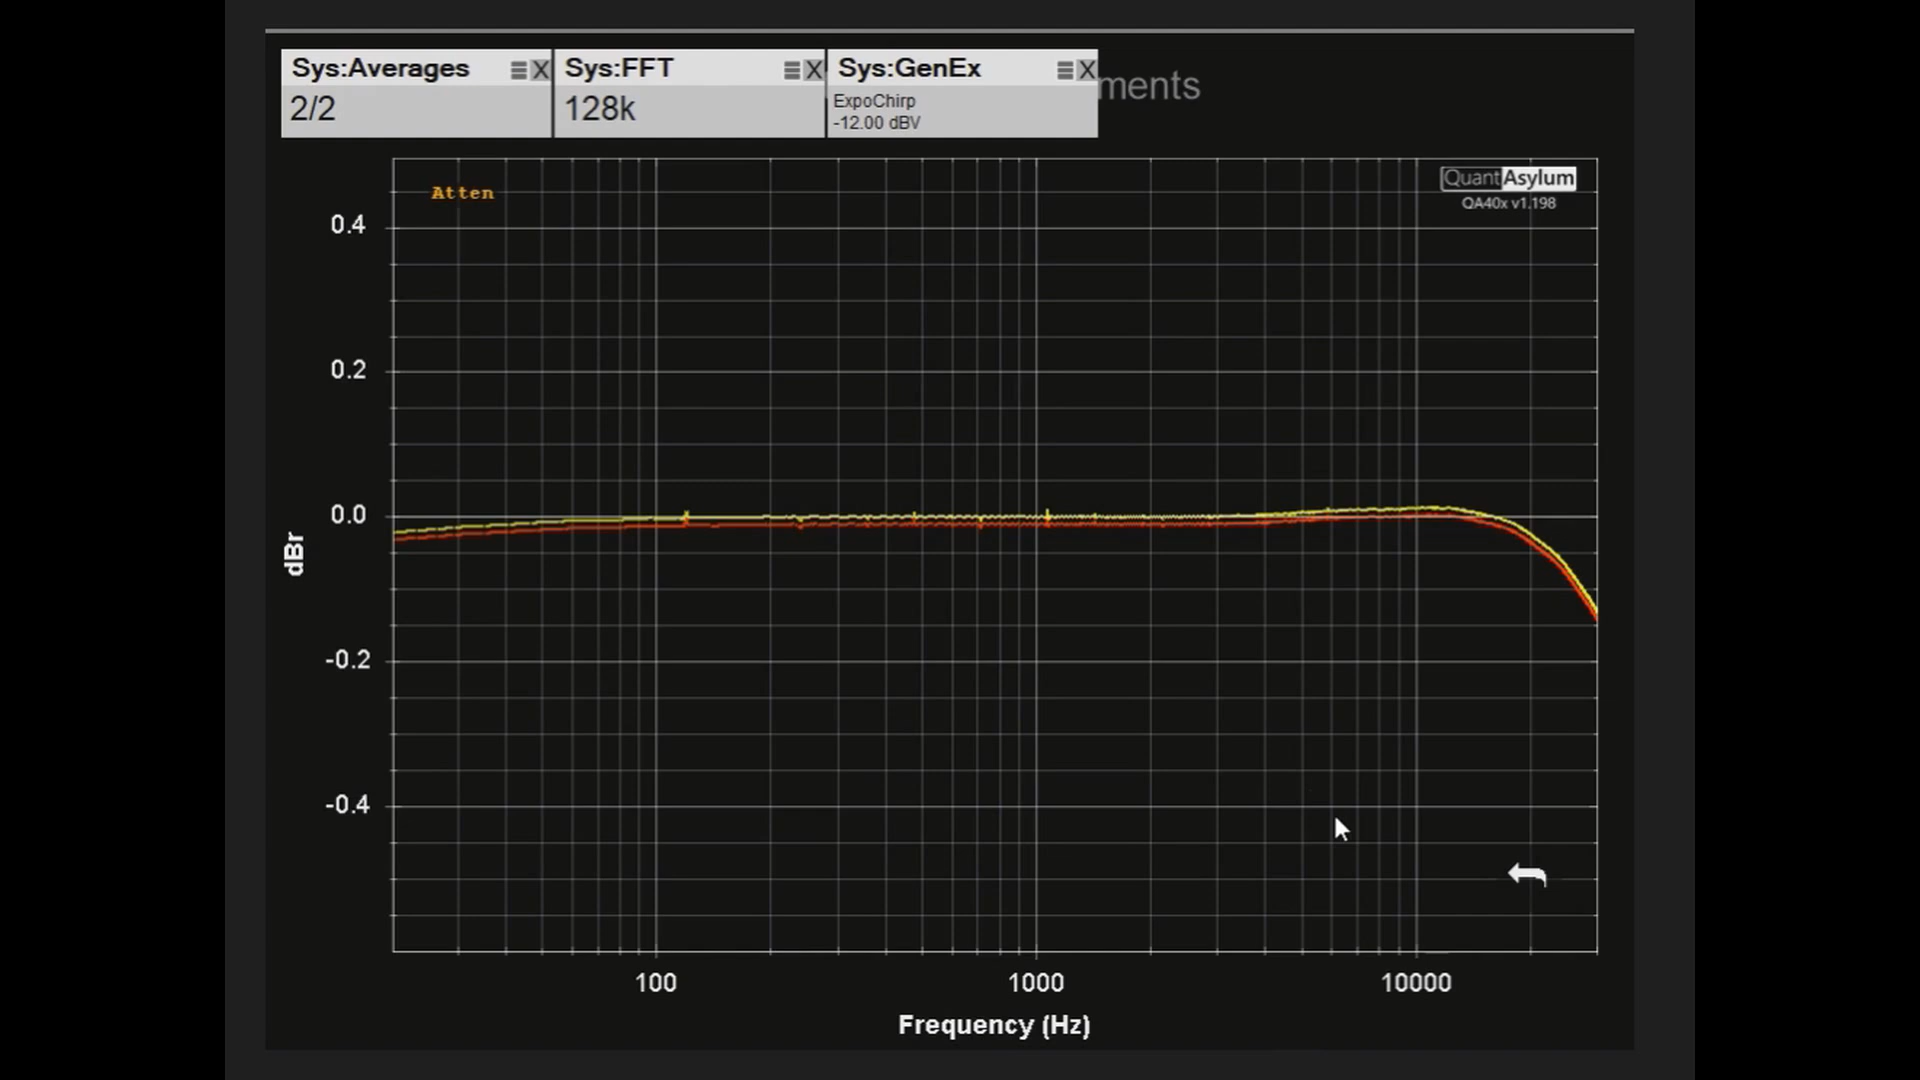 Sys:Averages X Sys:FFT X Sys:GenEx X
ments
2/2 128k ExpoChirp
-12.00 dBV
Atten
QuantAsylum
QA40x v1.198
0.4
0.2
0.0
-0.2
-0.4
dBr
100 1000 10000
Frequency (Hz)